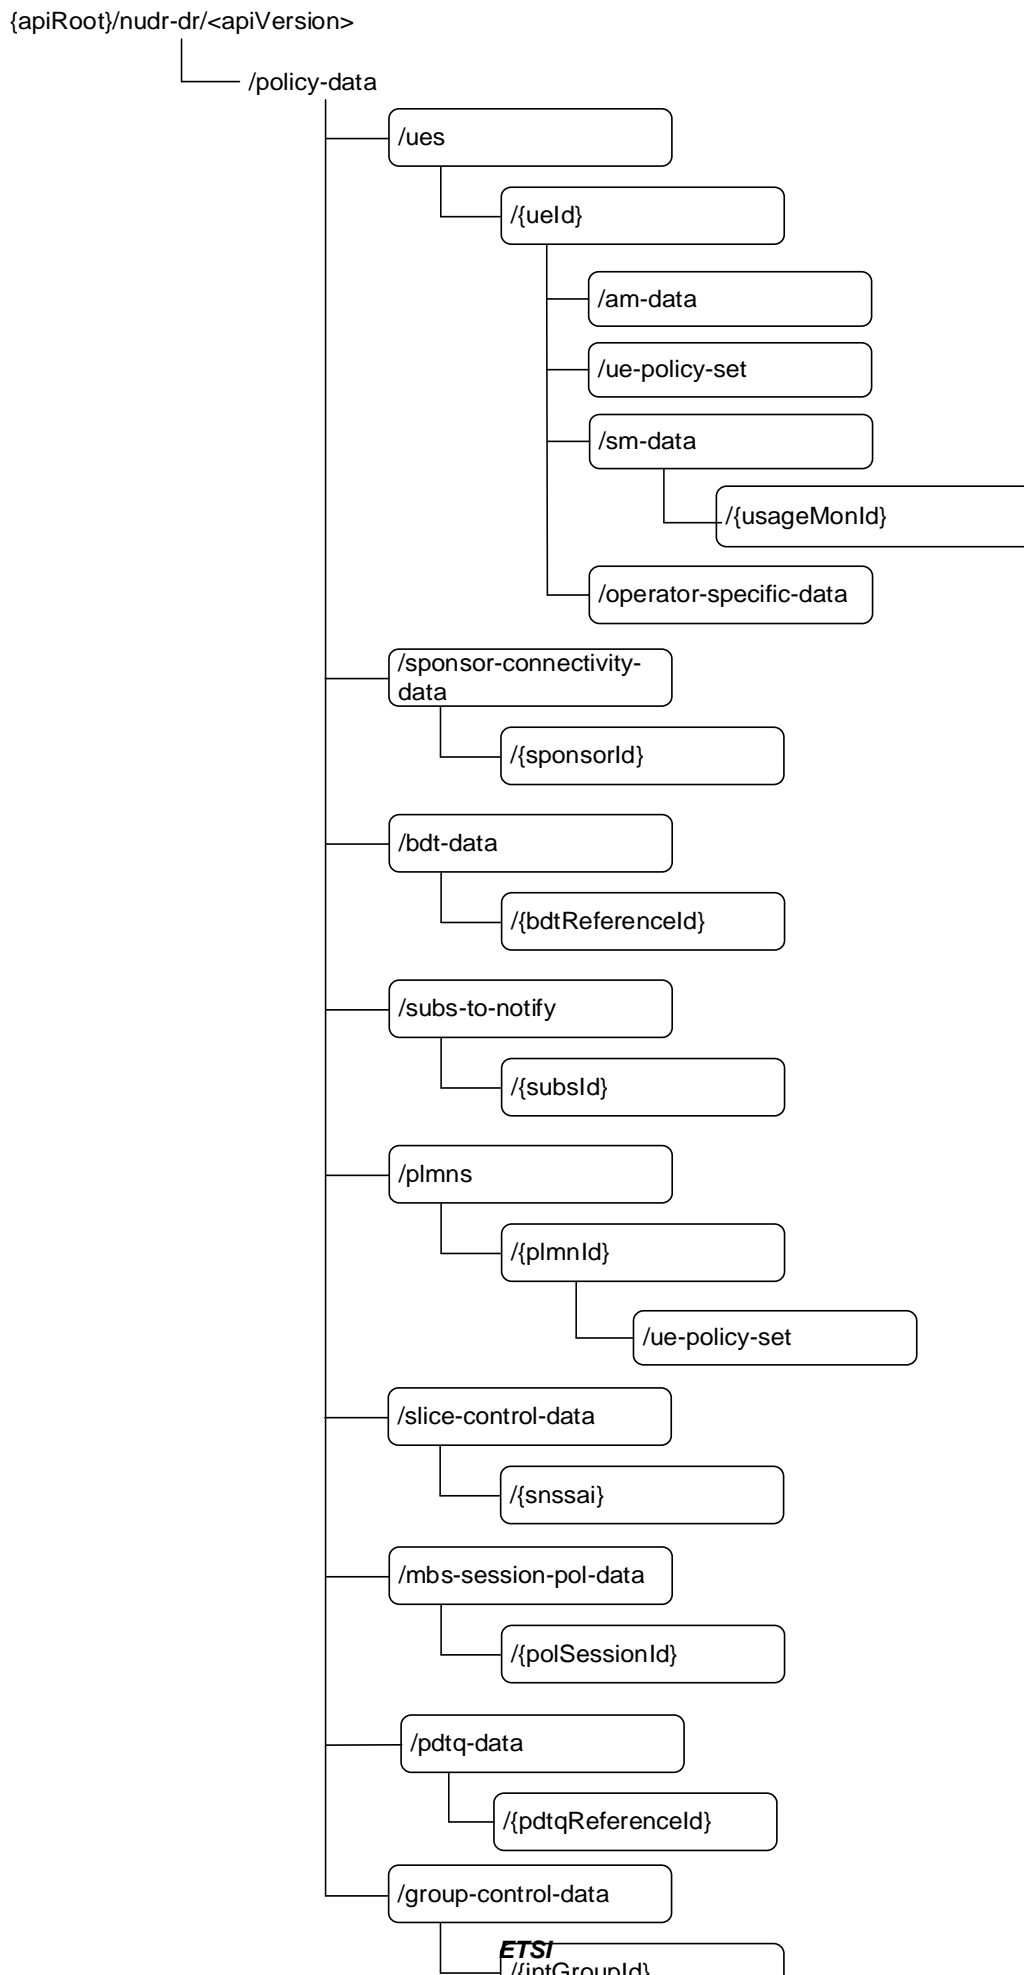 {apiRoot}/nudr-dr/<apiVersion>
/policy-data
/ues
/{ueId}
/am-data
/ue-policy-set
/sm-data
/{usageMonId}
/operator-specific-data
/sponsor-connectivity-
data
/{sponsorId}
/bdt-data
/{bdtReferenceId}
/subs-to-notify
/{subsId}
/plmns
/{plmnId}
/ue-policy-set
/slice-control-data
/{snssai}
/mbs-session-pol-data
/{polSessionId}
/pdtq-data
/{pdtqReferenceId}
/group-control-data
ETSI
/{intGroupId}